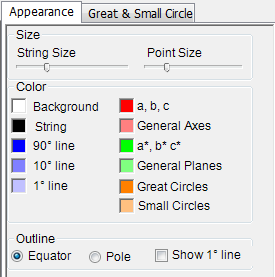 Appearance Great & Small Circle
Size
String Size Point Size
Color
Background a, b, c
String General Axes
90° line a*, b* c*
10° line General Planes
1° line Great Circles
Small Circles
Outline
Equator Pole Show 1° line